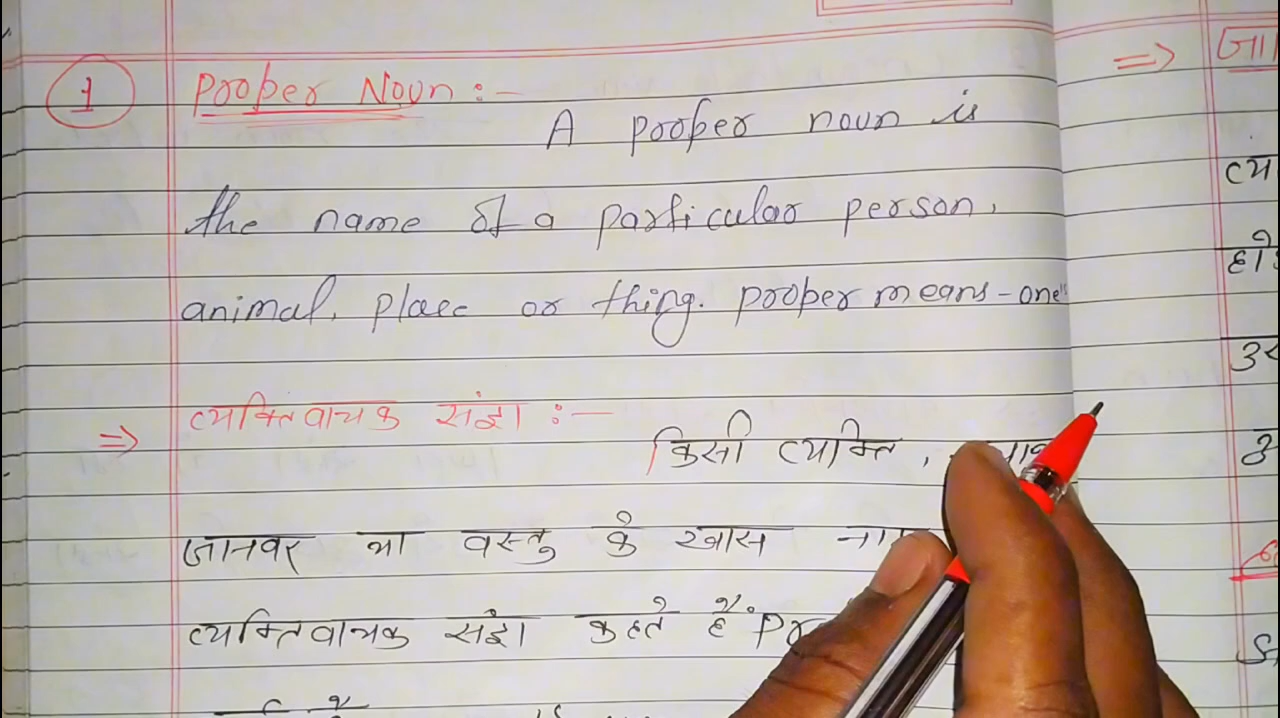 1 Proper Noun :-
A proper noun is
the name of a particular person,
animal, place or thing. proper means - one's
⇒ व्यक्तिवाचक संज्ञा :-
किसी व्यक्ति,
जानवर या वस्तु के खास
व्यक्तिवाचक संज्ञा कहते हैं।
⇒